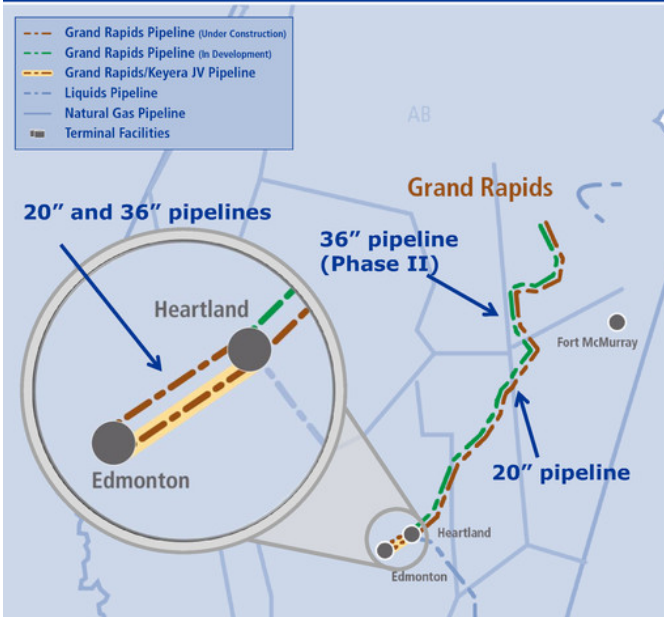 Grand Rapids Pipeline (Under Construction)
Grand Rapids Pipeline (In Development)
Grand Rapids/Keyera JV Pipeline
Liquids Pipeline
Natural Gas Pipeline
Terminal Facilities
AB
Grand Rapids
20” and 36” pipelines
36” pipeline
(Phase II)
Heartland
Fort McMurray
Edmonton
20” pipeline
Heartland
Edmonton